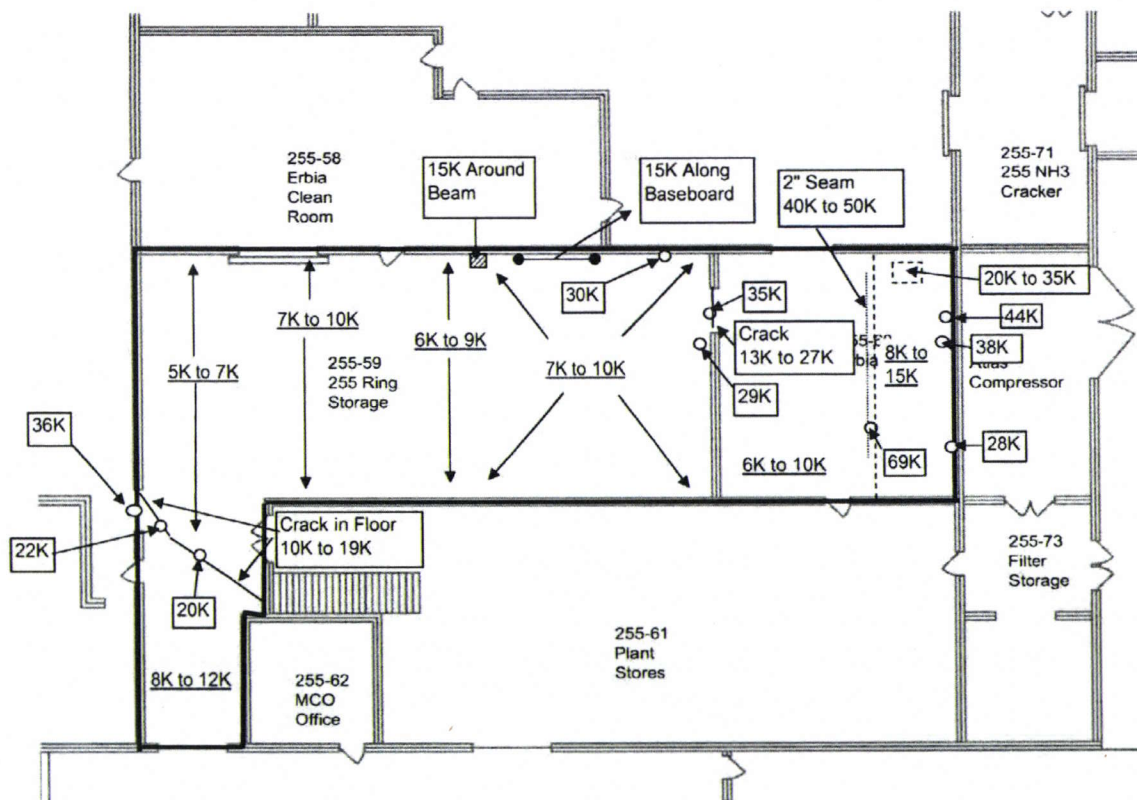 255-58
Erbia
Clean
Room
15K Around
Beam
15K Along
Baseboard
2" Seam
40K to 50K
255-71
255 NH3
Cracker
20K to 35K
30K
35K
44K
7K to 10K
6K to 9K
Crack
13K to 27K
8K to
15K
38K
Compressor
5K to 7K
255-59
255 Ring
Storage
7K to 10K
29K
36K
6K to 10K
69K
28K
Crack in Floor
10K to 19K
22K
20K
255-73
Filter
Storage
255-61
Plant
Stores
8K to 12K
255-62
MCO
Office